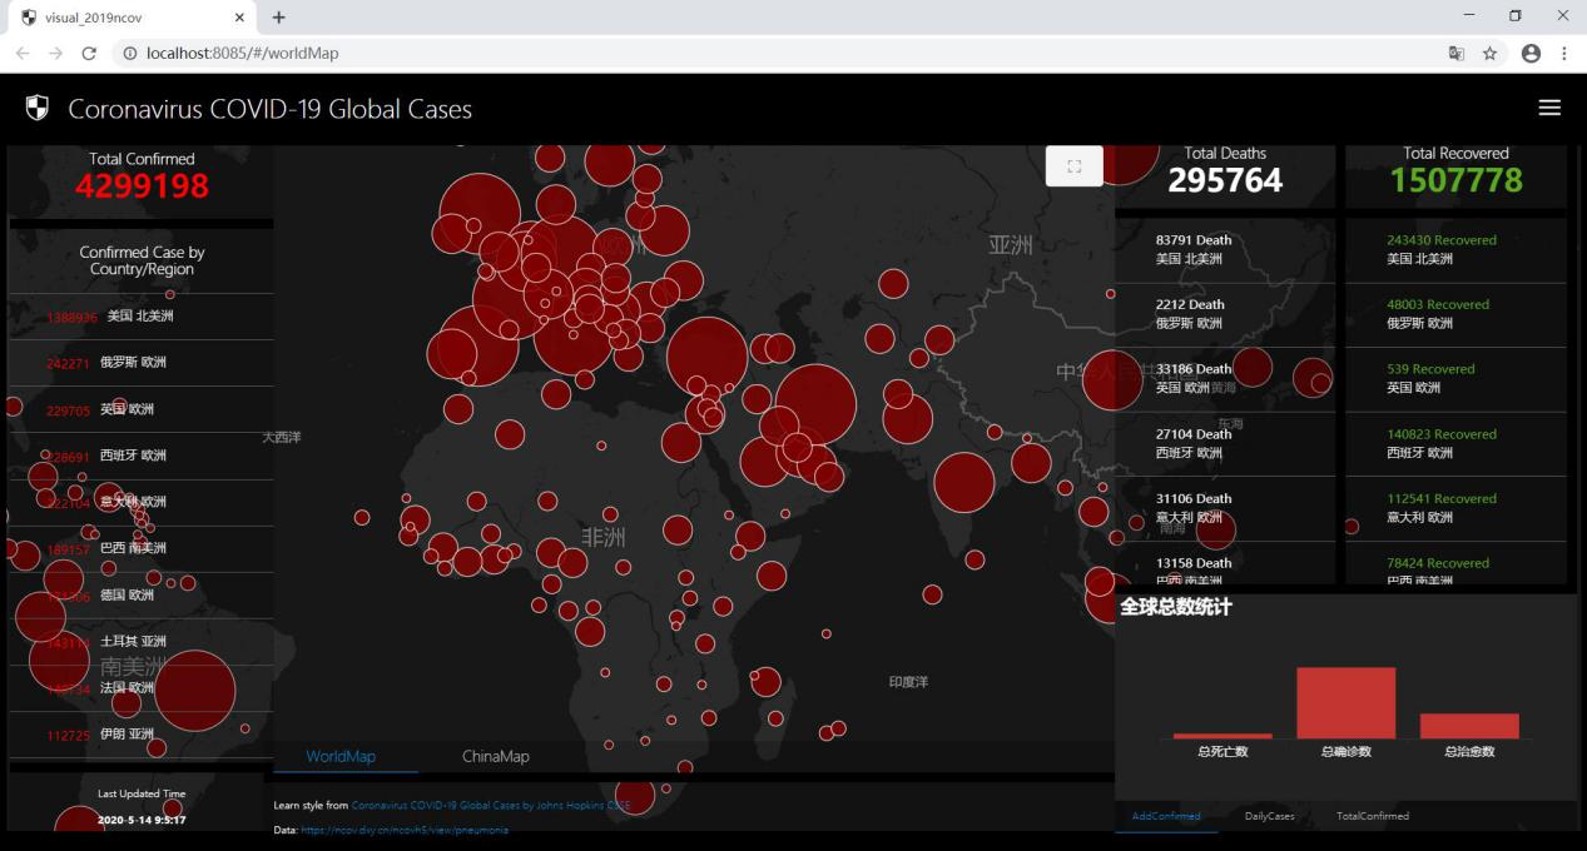 visual_2019ncov
localhost:8085/#/worldMap
Coronavirus COVID-19 Global Cases
Total Confirmed
4299198
Confirmed Case by
Country/Region
1388936 美国 北美洲
242271 俄罗斯 欧洲
229705 英国 欧洲
228691 西班牙 欧洲
意大利 欧洲
189157 巴西 南美洲
德国 欧洲
土耳其 亚洲
法国 欧洲
112725 伊朗 亚洲
Last Updated Time
2020-5-14 9:5:17
大西洋
南美洲
亚洲
非洲
印度洋
黄海
东海
南海
WorldMap
ChinaMap
Learn style from Coronavirus COVID-19 Global Cases by Johns Hopkins CSSE
Data: https://ncov.dxy.cn/ncovh5/view/pneumonia
Total Deaths
295764
83791 Death
美国 北美洲
2212 Death
俄罗斯 欧洲
33186 Death
英国 欧洲
27104 Death
西班牙 欧洲
31106 Death
意大利 欧洲
13158 Death
巴西 南美洲
Total Recovered
1507778
243430 Recovered
美国 北美洲
48003 Recovered
俄罗斯 欧洲
539 Recovered
英国 欧洲
140823 Recovered
西班牙 欧洲
112541 Recovered
意大利 欧洲
78424 Recovered
巴西 南美洲
全球总数统计
总死亡数
总确诊数
总治愈数
AddConfirmed
DailyCases
TotalConfirmed